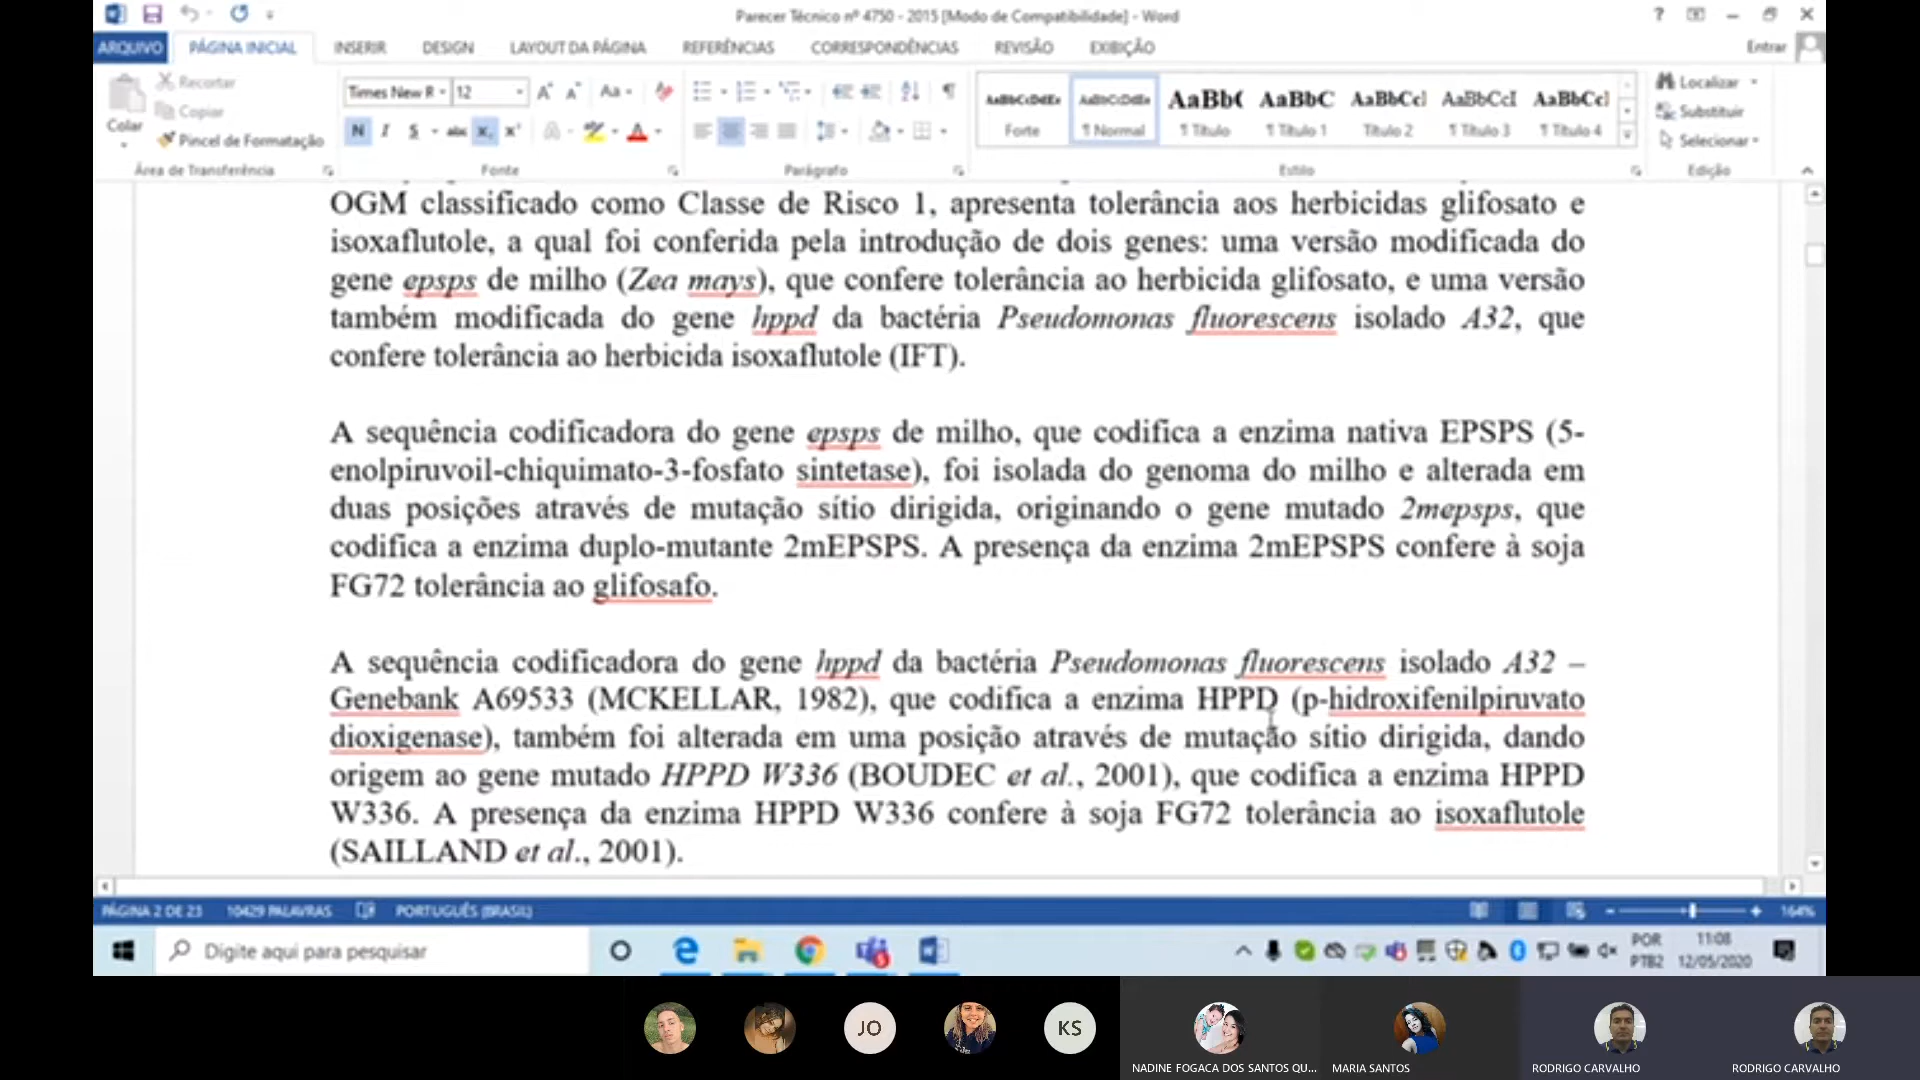 Parecer Técnico nº 4750 - 2015 [Modo de Compatibilidade] - Word
ARQUIVO PÁGINA INICIAL INSERIR DESIGN LAYOUT DA PÁGINA REFERÊNCIAS CORRESPONDÊNCIAS REVISÃO EXIBIÇÃO Entrar
Colar
Recortar
Copiar
Pincel de Formatação
Área de Transferência
Times New R 12
Fonte
Parágrafo
AaBbCcDdEe AaBbCcDdEe AaBb( AaBbC AaBbCcl AaBbCcI AaBbCcl
Forte ¶ Normal ¶ Título ¶ Título 1 Título 2 ¶ Título 3 ¶ Título 4
Estilo
Localizar
Substituir
Selecionar
Edição
OGM classificado como Classe de Risco 1, apresenta tolerância aos herbicidas glifosato e
isoxaflutole, a qual foi conferida pela introdução de dois genes: uma versão modificada do
gene epsps de milho (Zea mays), que confere tolerância ao herbicida glifosato, e uma versão
também modificada do gene hppd da bactéria Pseudomonas fluorescens isolado A32, que
confere tolerância ao herbicida isoxaflutole (IFT).
A sequência codificadora do gene epsps de milho, que codifica a enzima nativa EPSPS (5-
enolpiruvoil-chiquimato-3-fosfato sintetase), foi isolada do genoma do milho e alterada em
duas posições através de mutação sítio dirigida, originando o gene mutado 2mepsps, que
codifica a enzima duplo-mutante 2mEPSPS. A presença da enzima 2mEPSPS confere à soja
FG72 tolerância ao glifosafo.
A sequência codificadora do gene hppd da bactéria Pseudomonas fluorescens isolado A32 –
Genebank A69533 (MCKELLAR, 1982), que codifica a enzima HPPD (p-hidroxifenilpiruvato
dioxigenase), também foi alterada em uma posição através de mutação sítio dirigida, dando
origem ao gene mutado HPPD W336 (BOUDEC et al., 2001), que codifica a enzima HPPD
W336. A presença da enzima HPPD W336 confere à soja FG72 tolerância ao isoxaflutole
(SAILLAND et al., 2001).
PÁGINA 2 DE 23 10429 PALAVRAS PORTUGUÊS (BRASIL) 164%
Digite aqui para pesquisar
POR
PTB2
11:08
12/05/2020
JO KS
NADINE FOGACA DOS SANTOS QU... MARIA SANTOS RODRIGO CARVALHO RODRIGO CARVALHO